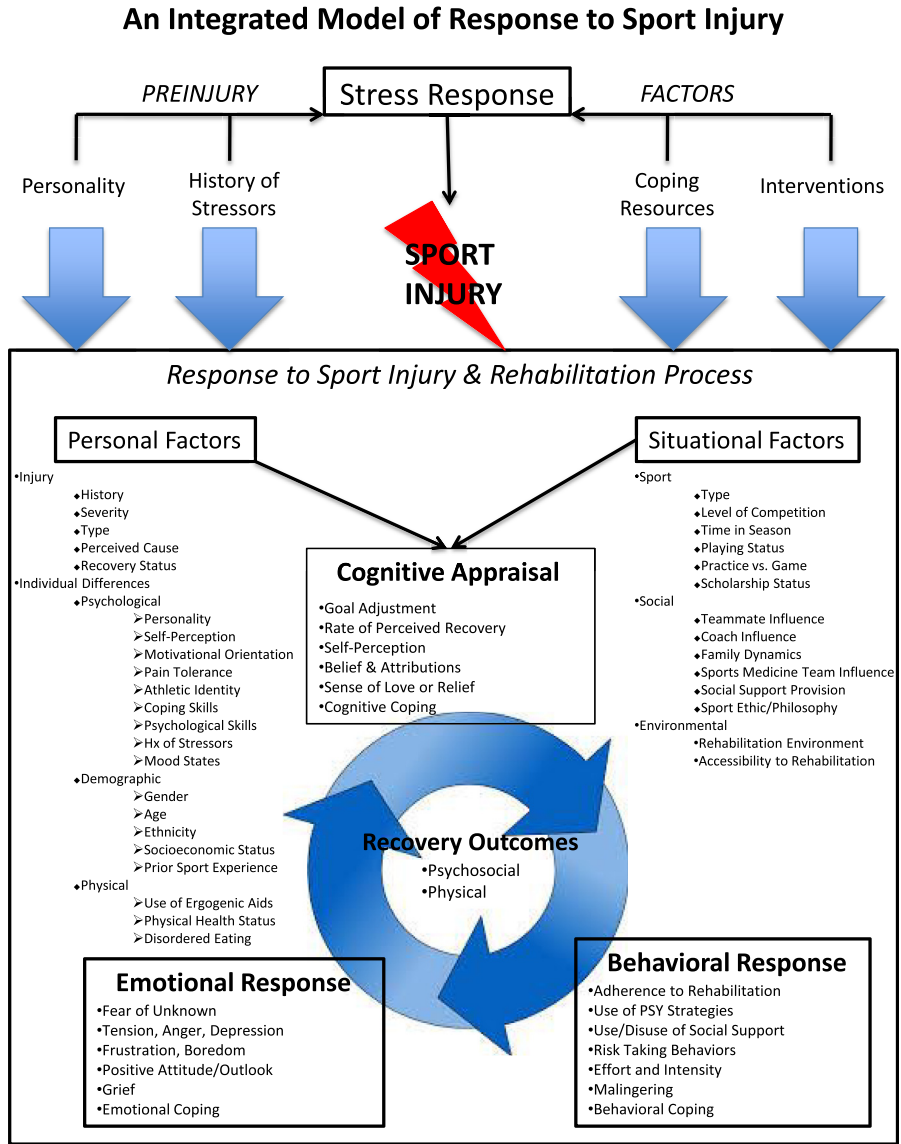 An Integrated Model of Response to Sport Injury
PREINJURY
Stress Response
FACTORS
Personality
History of
Stressors
Coping
Resources
Interventions
SPORT
INJURY
Response to Sport Injury & Rehabilitation Process
Personal Factors
•Injury
◆History
◆Severity
◆Type
◆Perceived Cause
◆Recovery Status
•Individual Differences
◆Psychological
➢Personality
➢Self-Perception
➢Motivational Orientation
➢Pain Tolerance
➢Athletic Identity
➢Coping Skills
➢Psychological Skills
➢Hx of Stressors
➢Mood States
◆Demographic
➢Gender
➢Age
➢Ethnicity
➢Socioeconomic Status
➢Prior Sport Experience
◆Physical
➢Use of Ergogenic Aids
➢Physical Health Status
➢Disordered Eating
Situational Factors
•Sport
◆Type
◆Level of Competition
◆Time in Season
◆Playing Status
◆Practice vs. Game
◆Scholarship Status
•Social
◆Teammate Influence
◆Coach Influence
◆Family Dynamics
◆Sports Medicine Team Influence
◆Social Support Provision
◆Sport Ethic/Philosophy
•Environmental
•Rehabilitation Environment
•Accessibility to Rehabilitation
Cognitive Appraisal
•Goal Adjustment
•Rate of Perceived Recovery
•Self-Perception
•Belief & Attributions
•Sense of Love or Relief
•Cognitive Coping
Recovery Outcomes
•Psychosocial
•Physical
Emotional Response
•Fear of Unknown
•Tension, Anger, Depression
•Frustration, Boredom
•Positive Attitude/Outlook
•Grief
•Emotional Coping
Behavioral Response
•Adherence to Rehabilitation
•Use of PSY Strategies
•Use/Disuse of Social Support
•Risk Taking Behaviors
•Effort and Intensity
•Malingering
•Behavioral Coping